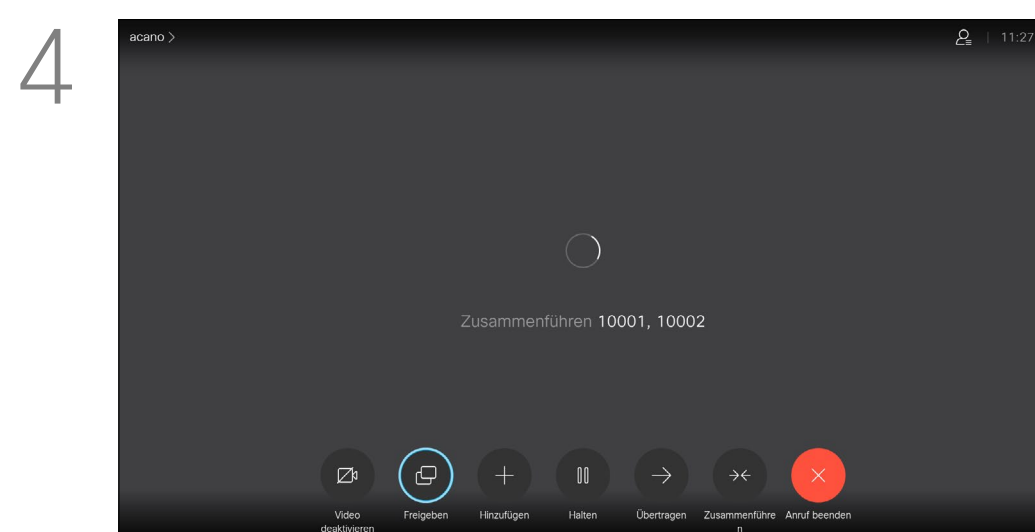 4
acano >
11:27
Zusammenführen 10001, 10002
Video
deaktivieren
Freigeben
Hinzufügen
Halten
Übertragen
Zusammenführe
n
Anruf beenden